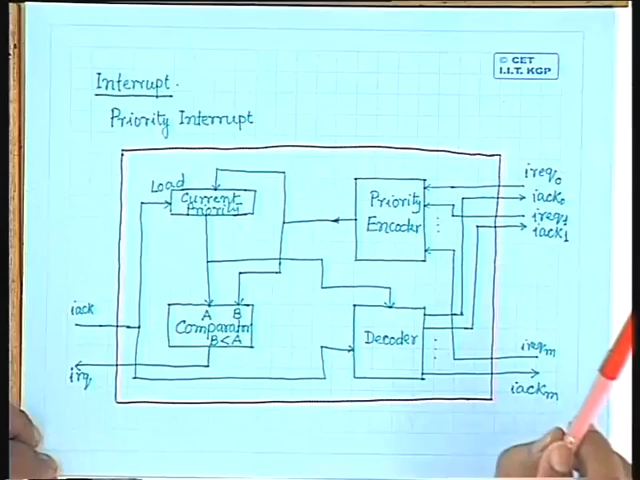 © CET
I.I.T. KGP
Interrupt.
Priority Interrupt
Load
Current
Priority
Priority
Encoder
ireq0
iack0
ireq1
iack1
iack
A B
Comparator
B<A
Decoder
irq
ireqm
iackm